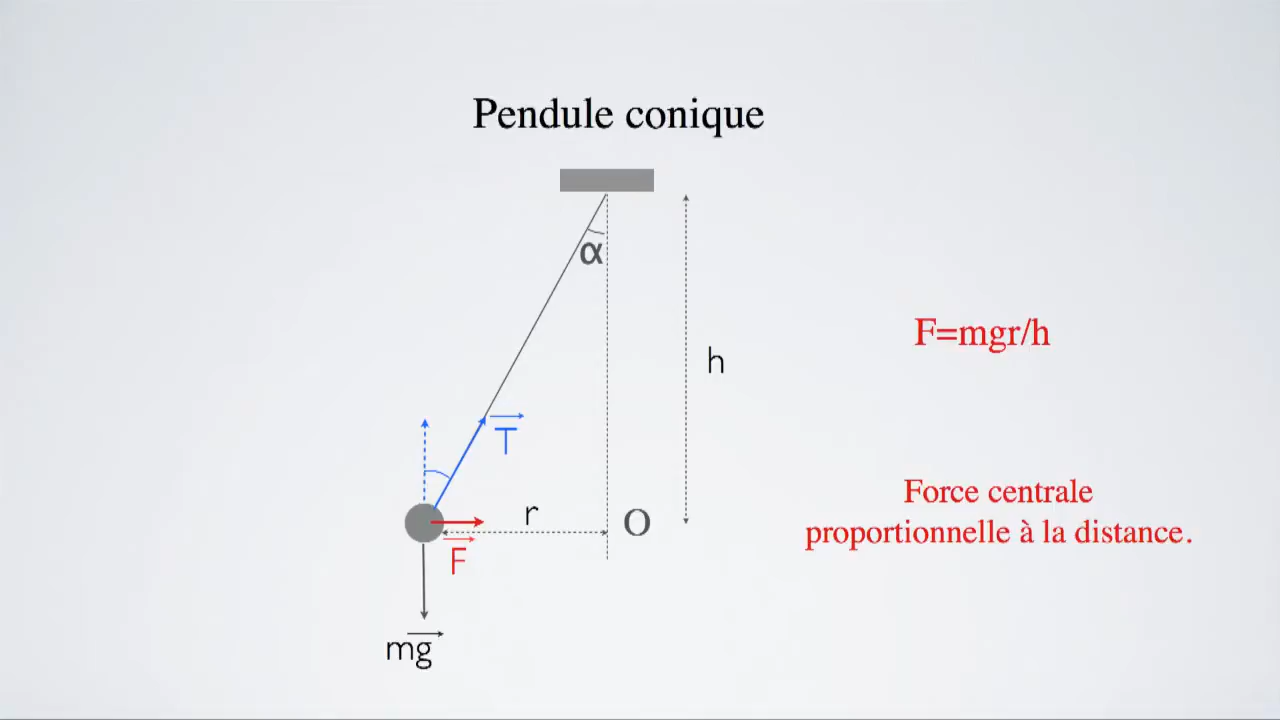 Pendule conique
α
h
F=mgr/h
T
Force centrale
r
O
proportionnelle à la distance.
F
mg